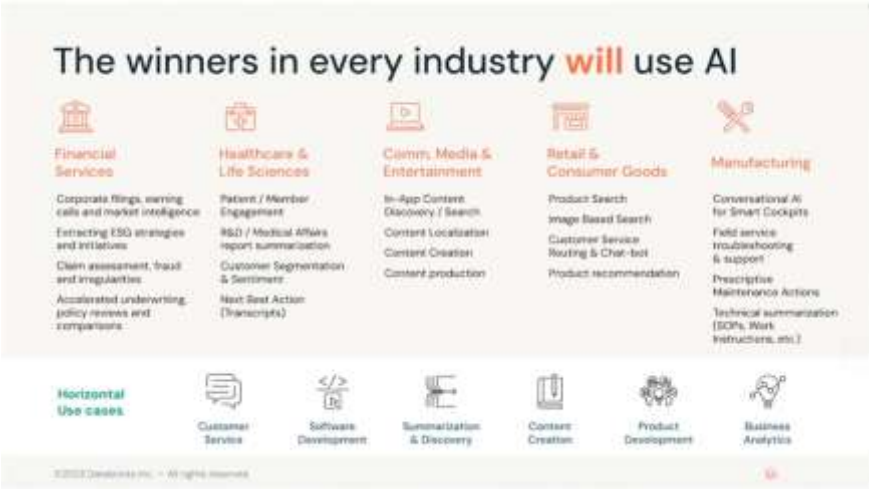 The winners in every industry will use AI
Financial
Services
Corporate filings, earning
calls and market intelligence
Extracting ESG strategies
and initiatives
Claim assessment, fraud
and irregularities
Accelerated underwriting,
policy reviews and
comparisons
Healthcare &
Life Sciences
Patient / Member
Engagement
R&D / Medical Affairs
report summarization
Customer Segmentation
& Sentiment
Next Best Action
(Transcripts)
Comm, Media &
Entertainment
In-App Content
Discovery / Search
Content Localization
Content Creation
Content production
Retail &
Consumer Goods
Product Search
Image Based Search
Customer Service
Routing & Chat-bot
Product recommendation
Manufacturing
Conversational AI
for Smart Cockpits
Field service
troubleshooting
& support
Prescriptive
Maintenance Actions
Technical summarization
(SOPs, Work
Instructions, etc.)
Horizontal
Use cases
Customer
Service
Software
Development
Summarization
& Discovery
Content
Creation
Product
Development
Business
Analytics
Databricks Inc. — All rights reserved